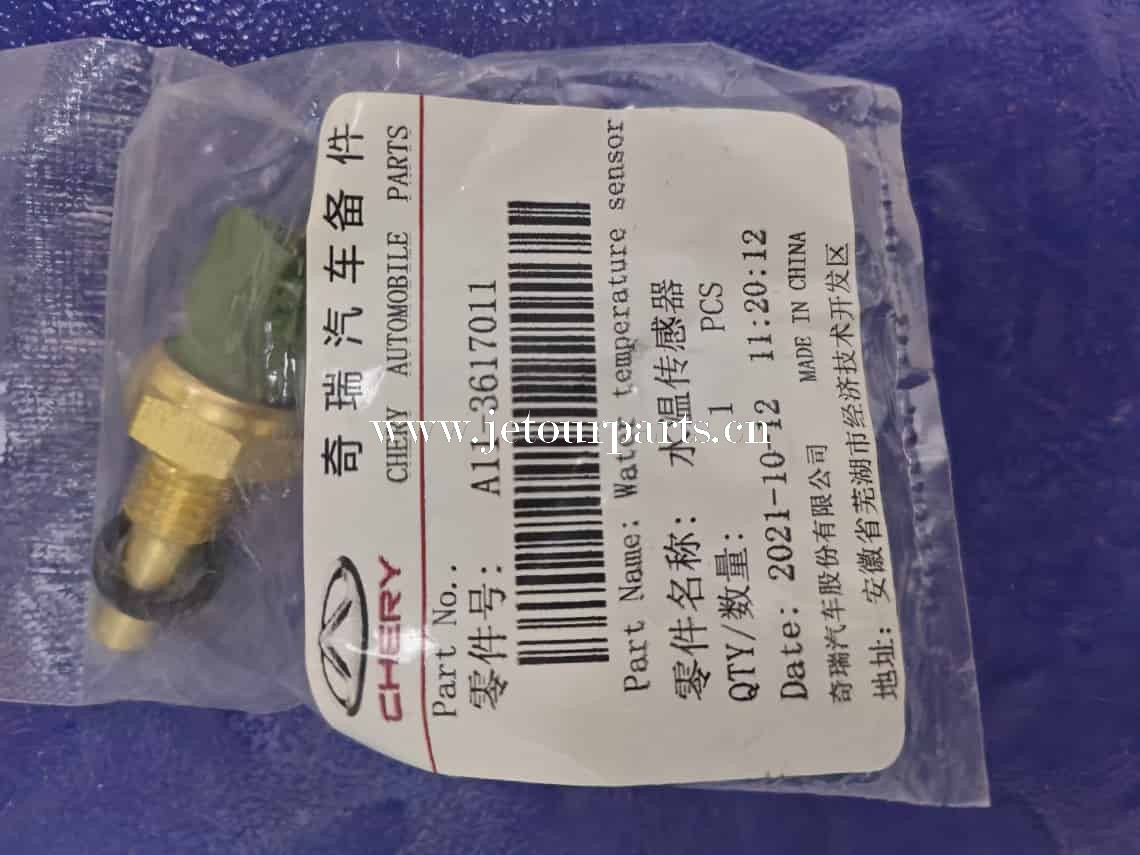 奇瑞汽车备件
CHERY AUTOMOBILE PARTS
CHERY
Part No..
零件号: A11-3617011
Part Name: Water temperature sensor
零件名称: 水温传感器
QTY/数量: 1 PCS
Date: 2021-10-12 11:20:12
奇瑞汽车股份有限公司 MADE IN CHINA
地址: 安徽省芜湖市经济技术开发区
www.jetourparts.cn